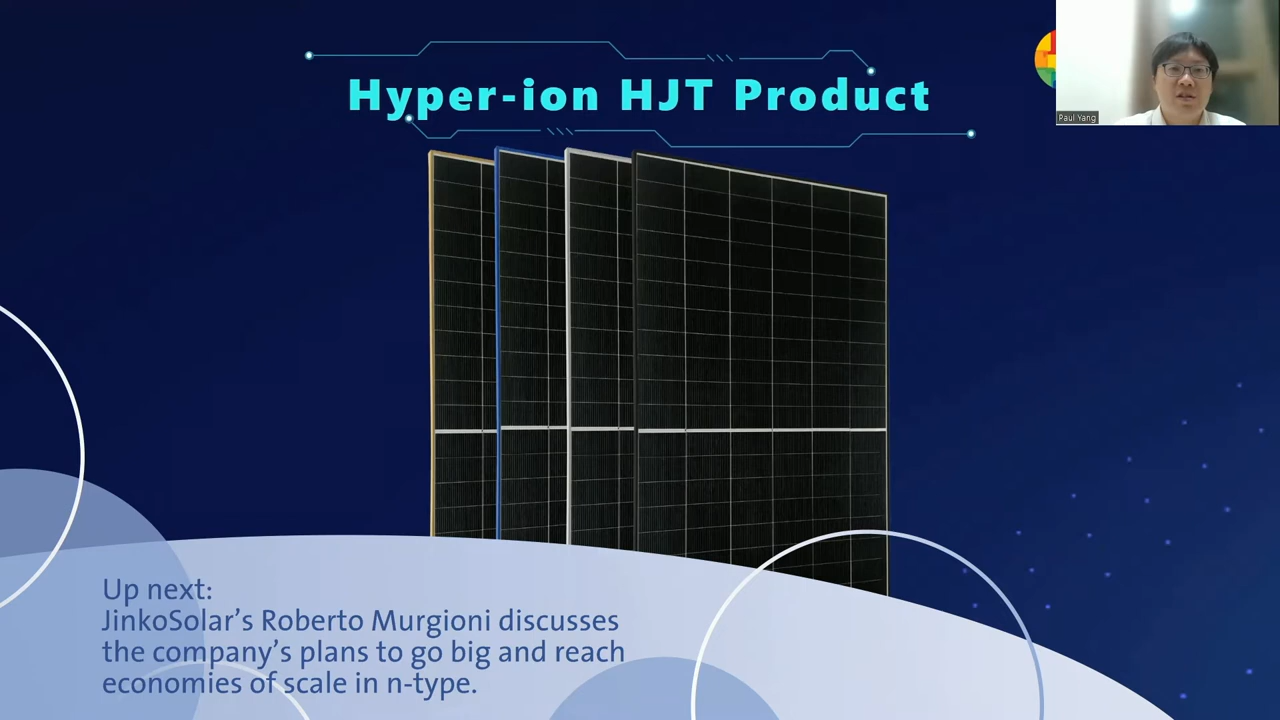 Hyper-ion HJT Product
Paul Yang
Up next:
JinkoSolar’s Roberto Murgioni discusses
the company’s plans to go big and reach
economies of scale in n-type.